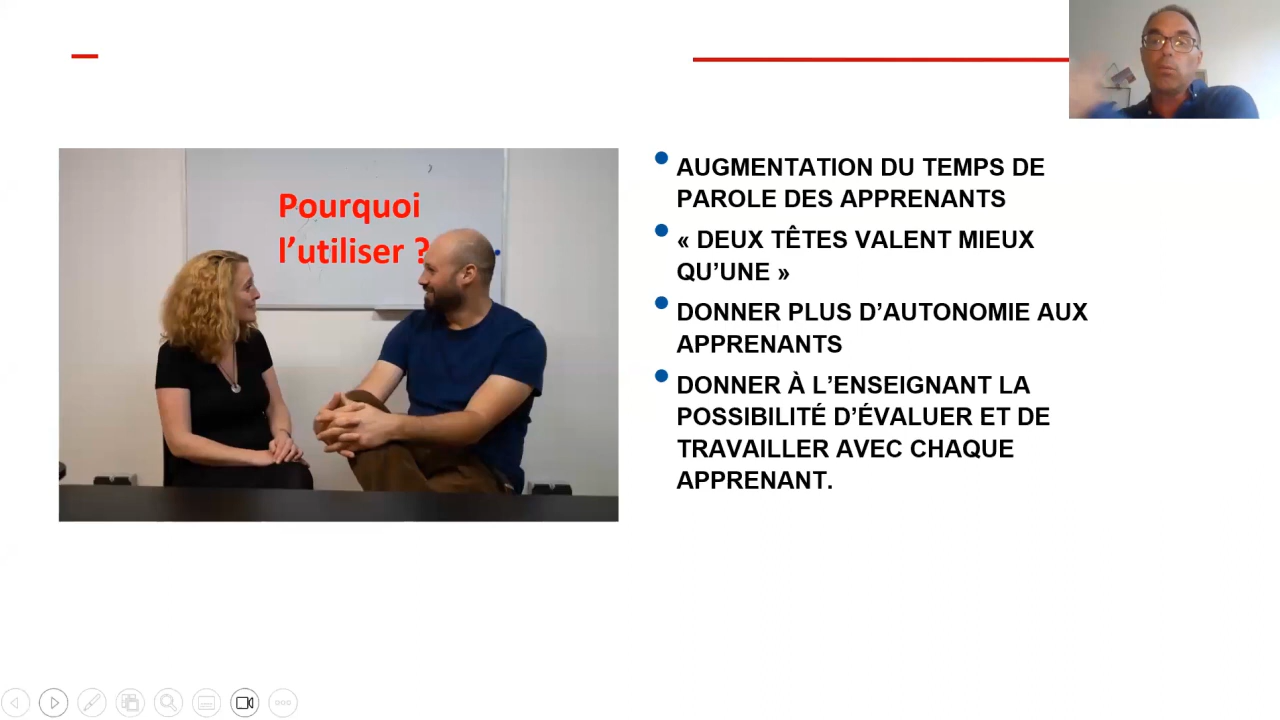 Pourquoi
l’utiliser ?
AUGMENTATION DU TEMPS DE
PAROLE DES APPRENANTS
« DEUX TÊTES VALENT MIEUX
QU’UNE »
DONNER PLUS D’AUTONOMIE AUX
APPRENANTS
DONNER À L’ENSEIGNANT LA
POSSIBILITÉ D’ÉVALUER ET DE
TRAVAILLER AVEC CHAQUE
APPRENANT.